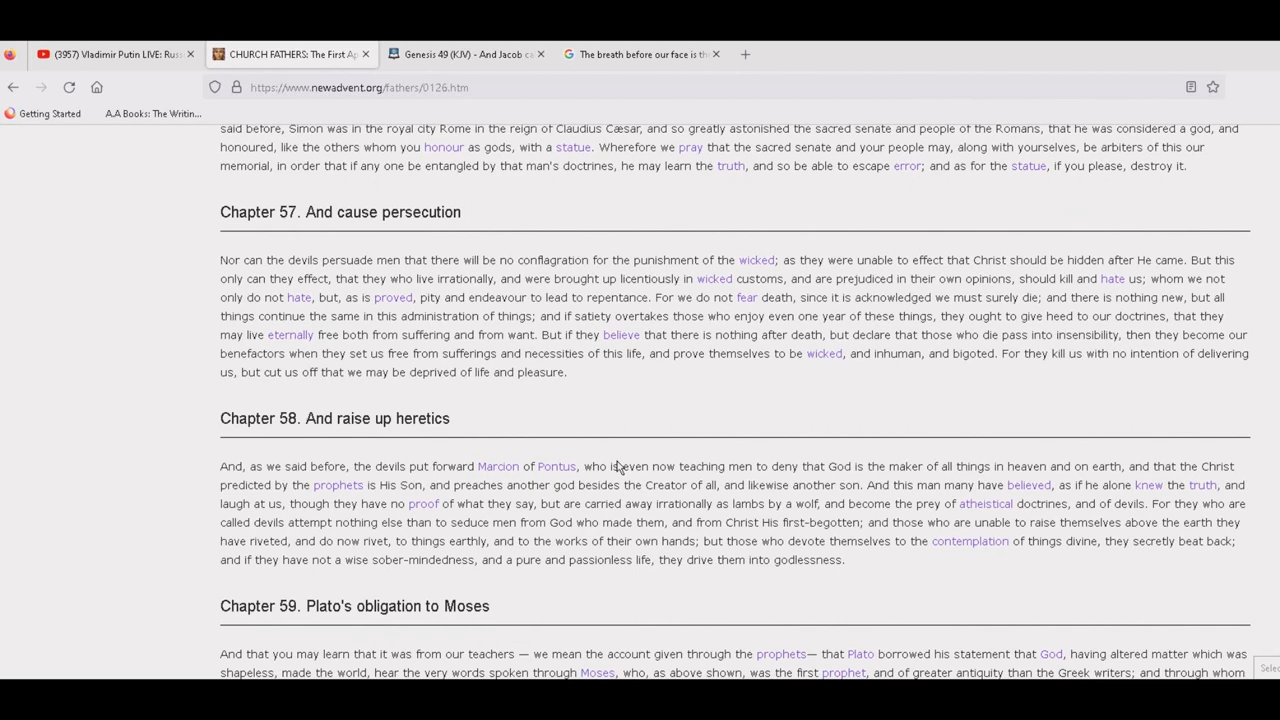 (3957) Vladimir Putin LIVE: Russ
CHURCH FATHERS: The First Ap
Genesis 49 (KJV) - And Jacob ca
The breath before our face is th
https://www.newadvent.org/fathers/0126.htm
Getting Started
A,A Books: The Writin...
said before, Simon was in the royal city Rome in the reign of Claudius Cæsar, and so greatly astonished the sacred senate and people of the Romans, that he was considered a god, and
honoured, like the others whom you honour as gods, with a statue. Wherefore we pray that the sacred senate and your people may, along with yourselves, be arbiters of this our
memorial, in order that if any one be entangled by that man's doctrines, he may learn the truth, and so be able to escape error; and as for the statue, if you please, destroy it.
Chapter 57. And cause persecution
Nor can the devils persuade men that there will be no conflagration for the punishment of the wicked; as they were unable to effect that Christ should be hidden after He came. But this
only can they effect, that they who live irrationally, and were brought up licentiously in wicked customs, and are prejudiced in their own opinions, should kill and hate us; whom we not
only do not hate, but, as is proved, pity and endeavour to lead to repentance. For we do not fear death, since it is acknowledged we must surely die; and there is nothing new, but all
things continue the same in this administration of things; and if satiety overtakes those who enjoy even one year of these things, they ought to give heed to our doctrines, that they
may live eternally free both from suffering and from want. But if they believe that there is nothing after death, but declare that those who die pass into insensibility, then they become our
benefactors when they set us free from sufferings and necessities of this life, and prove themselves to be wicked, and inhuman, and bigoted. For they kill us with no intention of delivering
us, but cut us off that we may be deprived of life and pleasure.
Chapter 58. And raise up heretics
And, as we said before, the devils put forward Marcion of Pontus, who is even now teaching men to deny that God is the maker of all things in heaven and on earth, and that the Christ
predicted by the prophets is His Son, and preaches another god besides the Creator of all, and likewise another son. And this man many have believed, as if he alone knew the truth, and
laugh at us, though they have no proof of what they say, but are carried away irrationally as lambs by a wolf, and become the prey of atheistical doctrines, and of devils. For they who are
called devils attempt nothing else than to seduce men from God who made them, and from Christ His first-begotten; and those who are unable to raise themselves above the earth they
have riveted, and do now rivet, to things earthly, and to the works of their own hands; but those who devote themselves to the contemplation of things divine, they secretly beat back;
and if they have not a wise sober-mindedness, and a pure and passionless life, they drive them into godlessness.
Chapter 59. Plato's obligation to Moses
And that you may learn that it was from our teachers — we mean the account given through the prophets— that Plato borrowed his statement that God, having altered matter which was
shapeless, made the world, hear the very words spoken through Moses, who, as above shown, was the first prophet, and of greater antiquity than the Greek writers; and through whom
Selec